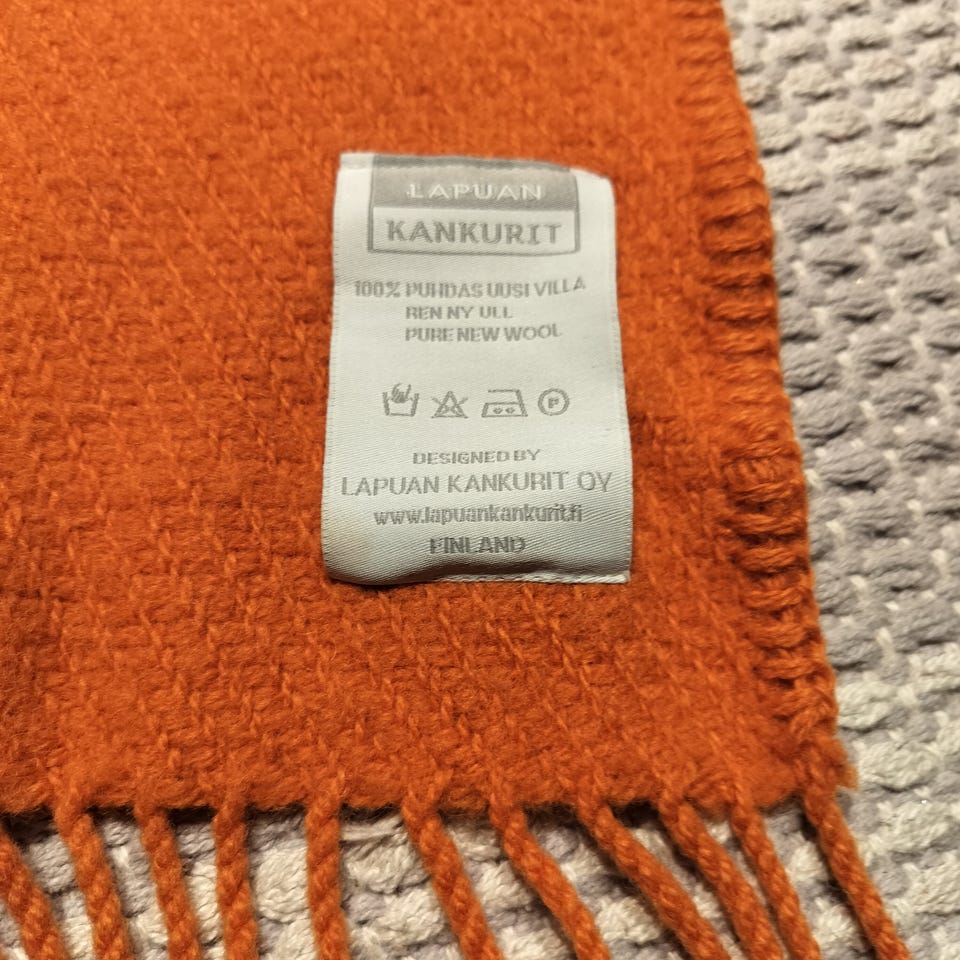 LAPUAN
KANKURIT
100% PUHDAS UUSI VILLA
REN NY ULL
PURE NEW WOOL
P
DESIGNED BY
LAPUAN KANKURIT OY
www.lapuankankurit.fi
FINLAND